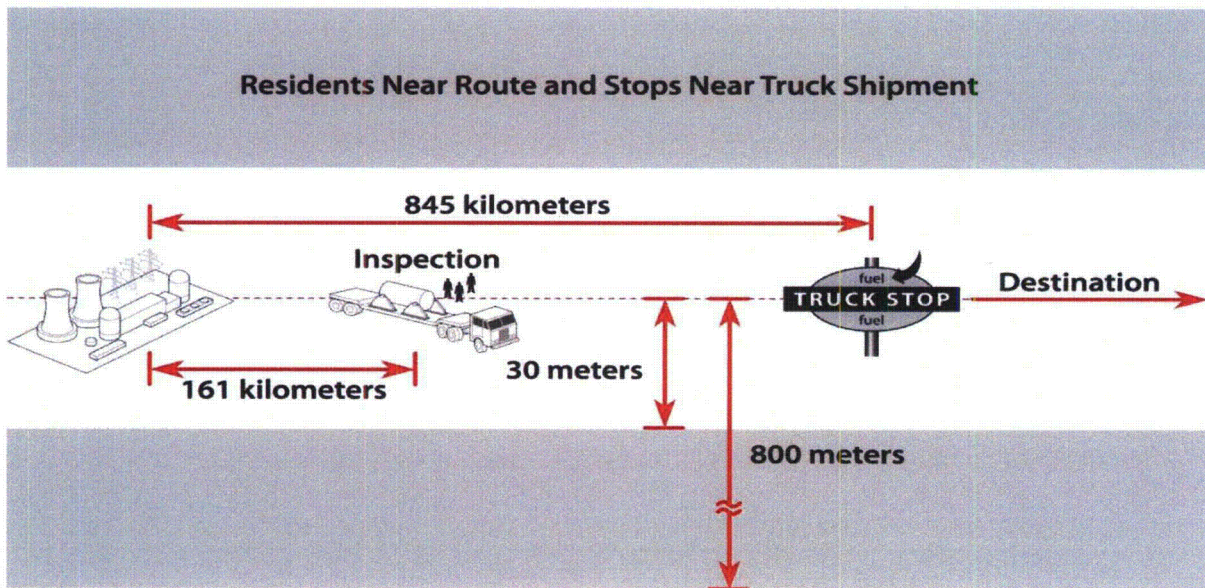 Residents Near Route and Stops Near Truck Shipment
845 kilometers
Inspection
fuel
TRUCK STOP
fuel
Destination
161 kilometers
30 meters
800 meters